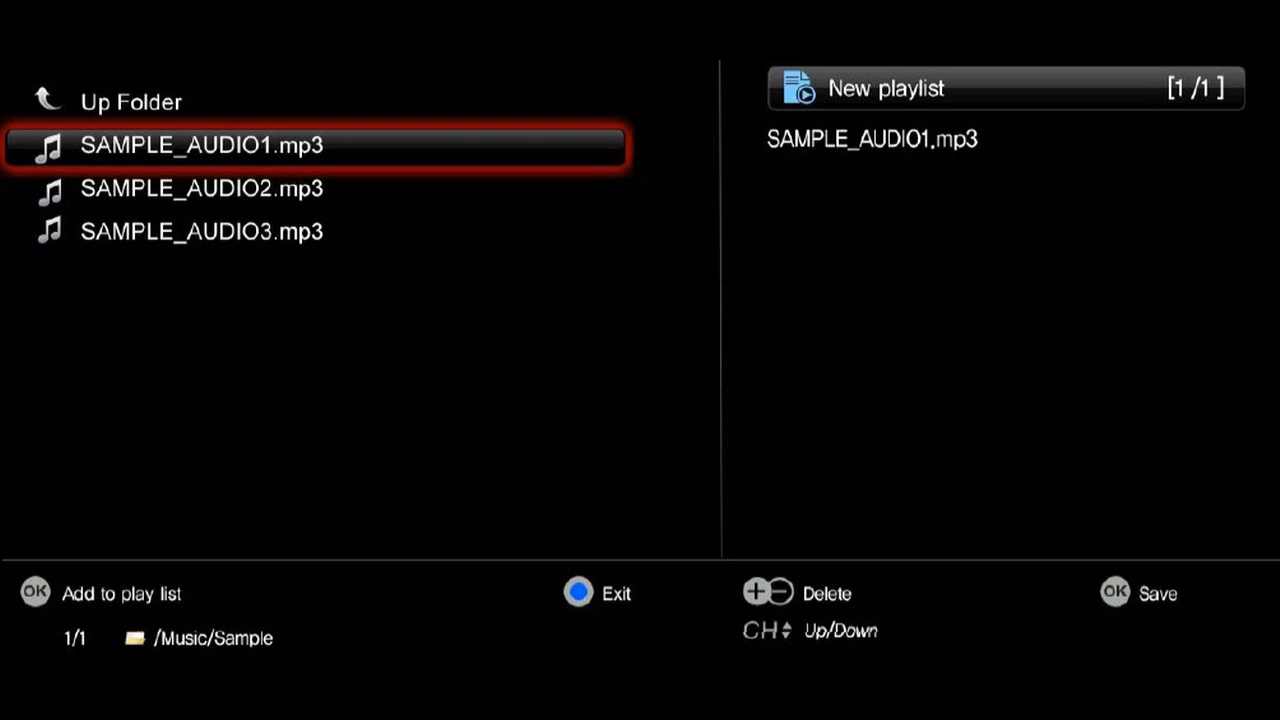 Up Folder
SAMPLE_AUDIO1.mp3
SAMPLE_AUDIO2.mp3
SAMPLE_AUDIO3.mp3
New playlist [1 /1 ]
SAMPLE_AUDIO1.mp3
OK Add to play list
Exit
Delete
OK Save
1/1 /Music/Sample
CH Up/Down